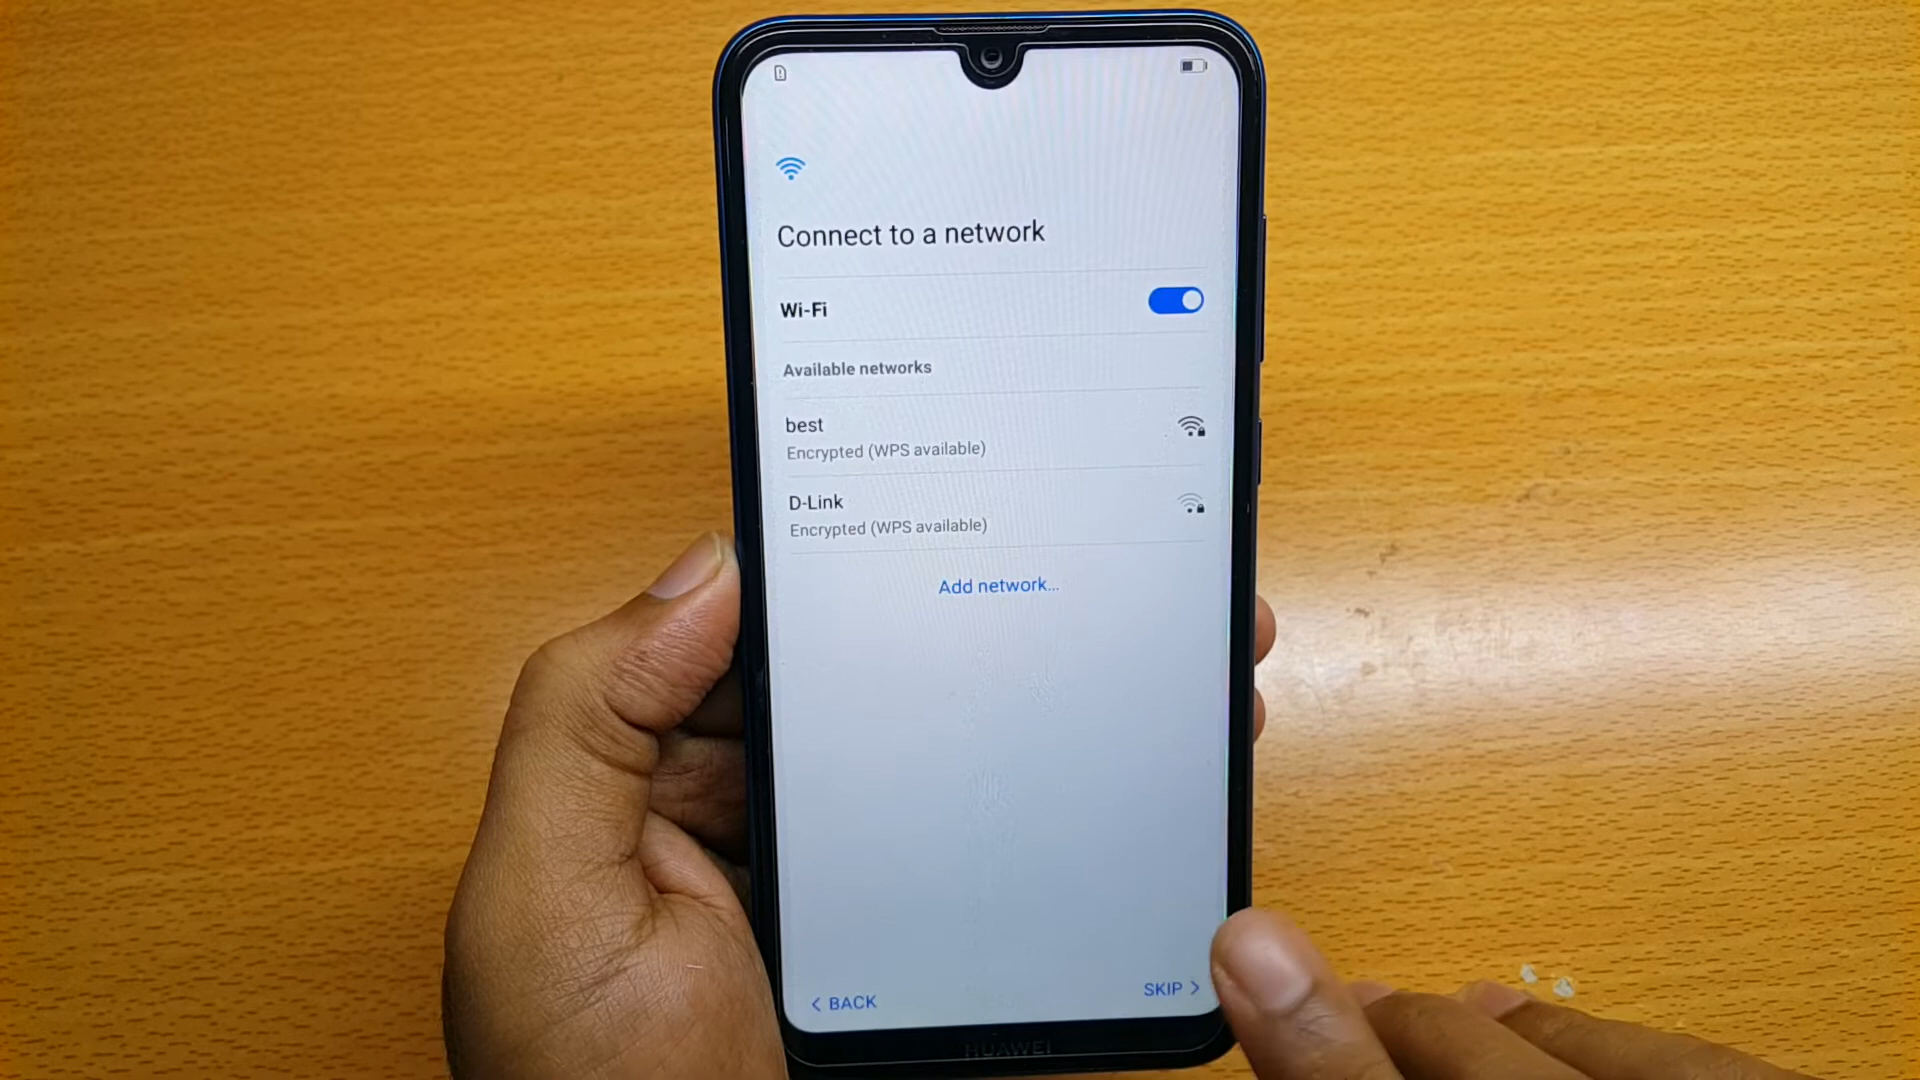 Connect to a network
Wi-Fi
Available networks
best
Encrypted (WPS available)
D-Link
Encrypted (WPS available)
Add network...
< BACK
SKIP >
HUAWEI